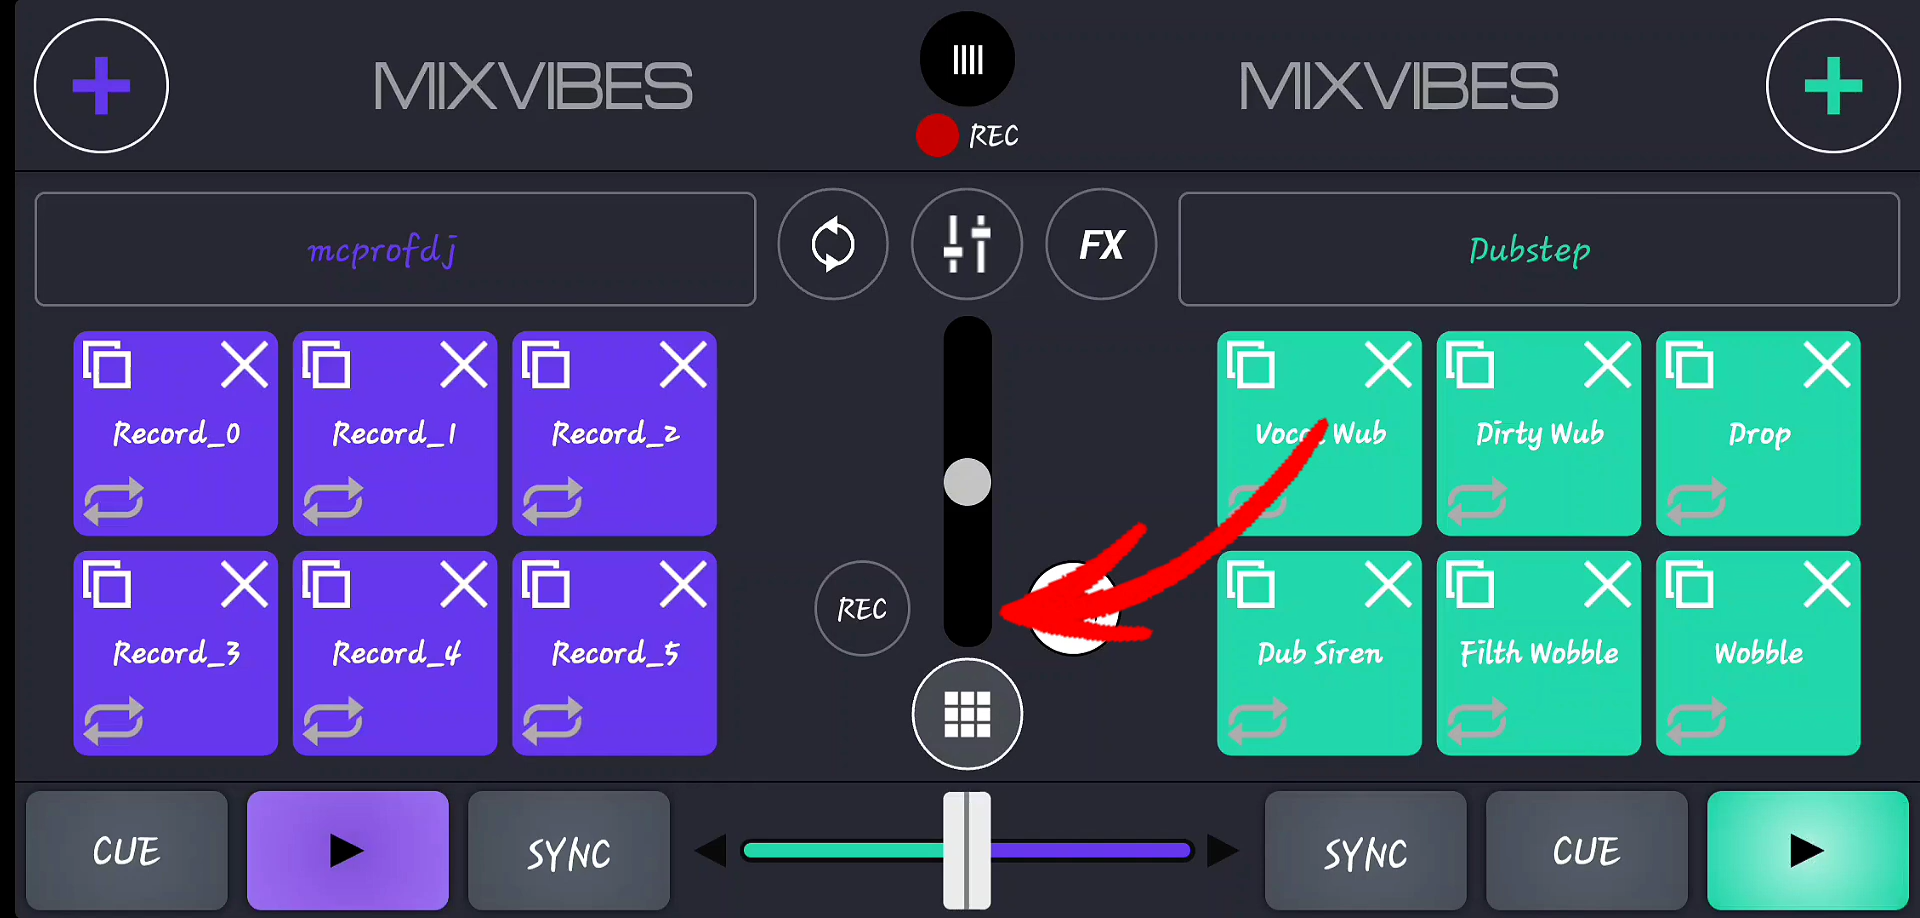 MIXVIBES
MIXVIBES
REC
mcprofdj
FX
Dubstep
Record_0
Record_1
Record_2
Wub
Dirty Wub
Drop
REC
Record_3
Record_4
Record_5
Dub Siren
Filth Wobble
Wobble
CUE
SYNC
SYNC
CUE